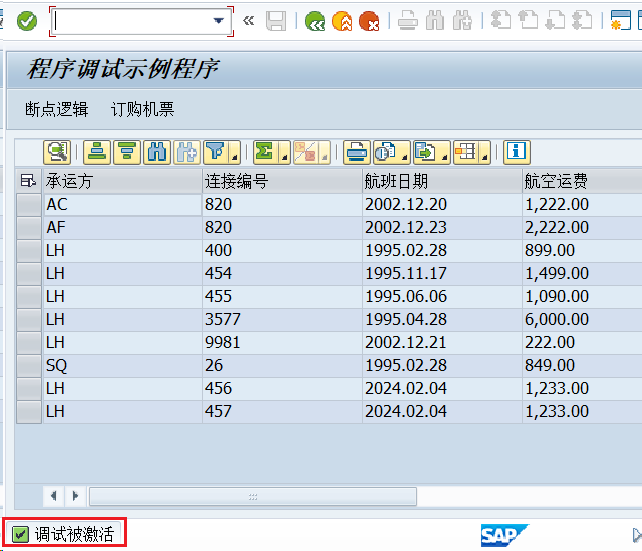 程序调试示例程序
断点逻辑 订购机票
承运方 连接编号 航班日期 航空运费
AC 820 2002.12.20 1,222.00
AF 820 2002.12.23 2,222.00
LH 400 1995.02.28 899.00
LH 454 1995.11.17 1,499.00
LH 455 1995.06.06 1,090.00
LH 3577 1995.04.28 6,000.00
LH 9981 2002.12.21 222.00
SQ 26 1995.02.28 849.00
LH 456 2024.02.04 1,233.00
LH 457 2024.02.04 1,233.00
调试被激活 SAP